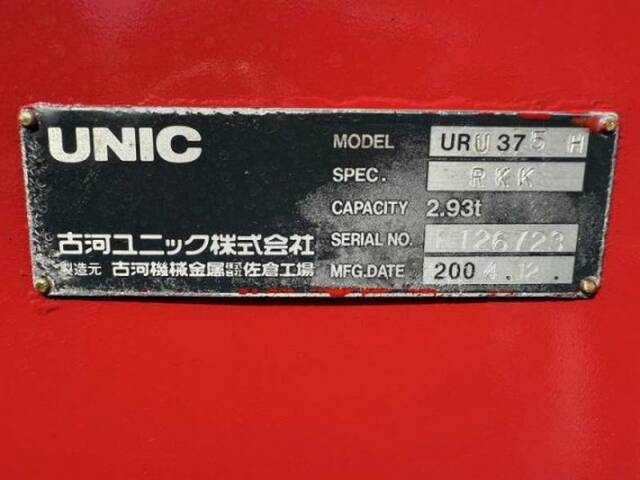 UNIC
MODEL URU375 H
SPEC. RKK
CAPACITY 2.93t
古河ユニック株式会社
SERIAL NO. K126723
製造元 古河機械金属株式会社佐倉工場
MFG.DATE 2004.12.